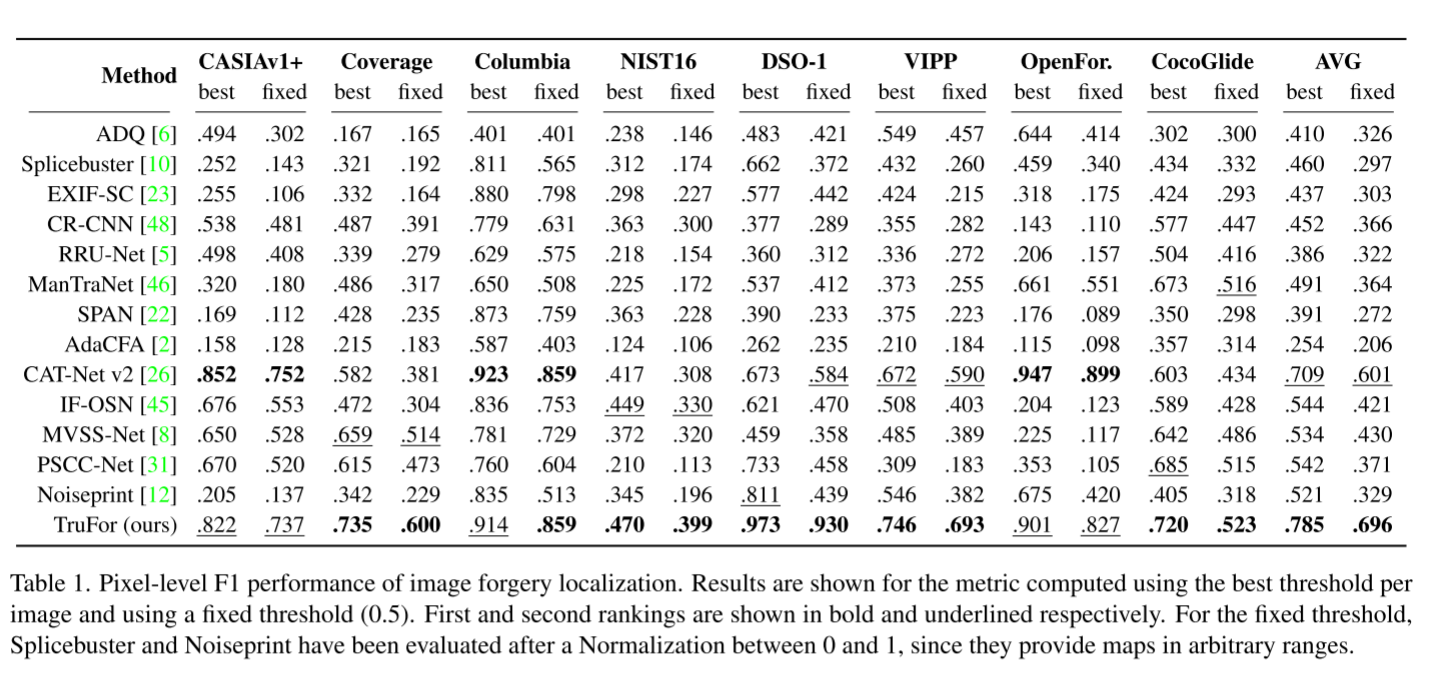 CASIAv1+ Coverage Columbia NIST16 DSO-1 VIPP OpenFor. CocoGlide AVG
Method
best fixed best fixed best fixed best fixed best fixed best fixed best fixed best fixed best fixed
ADQ [6] .494 .302 .167 .165 .401 .401 .238 .146 .483 .421 .549 .457 .644 .414 .302 .300 .410 .326
Splicebuster [10] .252 .143 .321 .192 .811 .565 .312 .174 .662 .372 .432 .260 .459 .340 .434 .332 .460 .297
EXIF-SC [23] .255 .106 .332 .164 .880 .798 .298 .227 .577 .442 .424 .215 .318 .175 .424 .293 .437 .303
CR-CNN [48] .538 .481 .487 .391 .779 .631 .363 .300 .377 .289 .355 .282 .143 .110 .577 .447 .452 .366
RRU-Net [5] .498 .408 .339 .279 .629 .575 .218 .154 .360 .312 .336 .272 .206 .157 .504 .416 .386 .322
ManTraNet [46] .320 .180 .486 .317 .650 .508 .225 .172 .537 .412 .373 .255 .661 .551 .673 .516 .491 .364
SPAN [22] .169 .112 .428 .235 .873 .759 .363 .228 .390 .233 .375 .223 .176 .089 .350 .298 .391 .272
AdaCFA [2] .158 .128 .215 .183 .587 .403 .124 .106 .262 .235 .210 .184 .115 .098 .357 .314 .254 .206
CAT-Net v2 [26] .852 .752 .582 .381 .923 .859 .417 .308 .673 .584 .672 .590 .947 .899 .603 .434 .709 .601
IF-OSN [45] .676 .553 .472 .304 .836 .753 .449 .330 .621 .470 .508 .403 .204 .123 .589 .428 .544 .421
MVSS-Net [8] .650 .528 .659 .514 .781 .729 .372 .320 .459 .358 .485 .389 .225 .117 .642 .486 .534 .430
PSCC-Net [31] .670 .520 .615 .473 .760 .604 .210 .113 .733 .458 .309 .183 .353 .105 .685 .515 .542 .371
Noiseprint [12] .205 .137 .342 .229 .835 .513 .345 .196 .811 .439 .546 .382 .675 .420 .405 .318 .521 .329
TruFor (ours) .822 .737 .735 .600 .914 .859 .470 .399 .973 .930 .746 .693 .901 .827 .720 .523 .785 .696
Table 1. Pixel-level F1 performance of image forgery localization. Results are shown for the metric computed using the best threshold per
image and using a fixed threshold (0.5). First and second rankings are shown in bold and underlined respectively. For the fixed threshold,
Splicebuster and Noiseprint have been evaluated after a Normalization between 0 and 1, since they provide maps in arbitrary ranges.